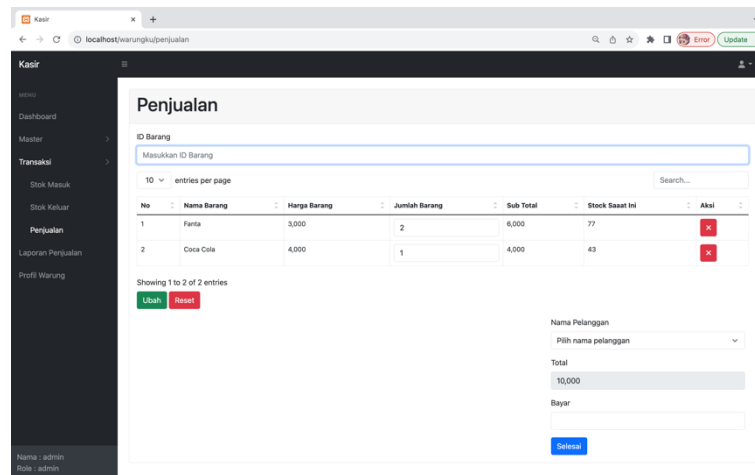 Kasir
localhost/warungku/penjualan
Error
Update
Kasir
MENU
Dashboard
Master
Transaksi
Stok Masuk
Stok Keluar
Penjualan
Laporan Penjualan
Profil Warung
Nama : admin
Role : admin
Penjualan
ID Barang
Masukkan ID Barang
10 entries per page
Search...
No Nama Barang Harga Barang Jumlah Barang Sub Total Stock Saaat Ini Aksi
1 Fanta 3,000 2 6,000 77
2 Coca Cola 4,000 1 4,000 43
Showing 1 to 2 of 2 entries
Ubah Reset
Nama Pelanggan
Pilih nama pelanggan
Total
10,000
Bayar
Selesai